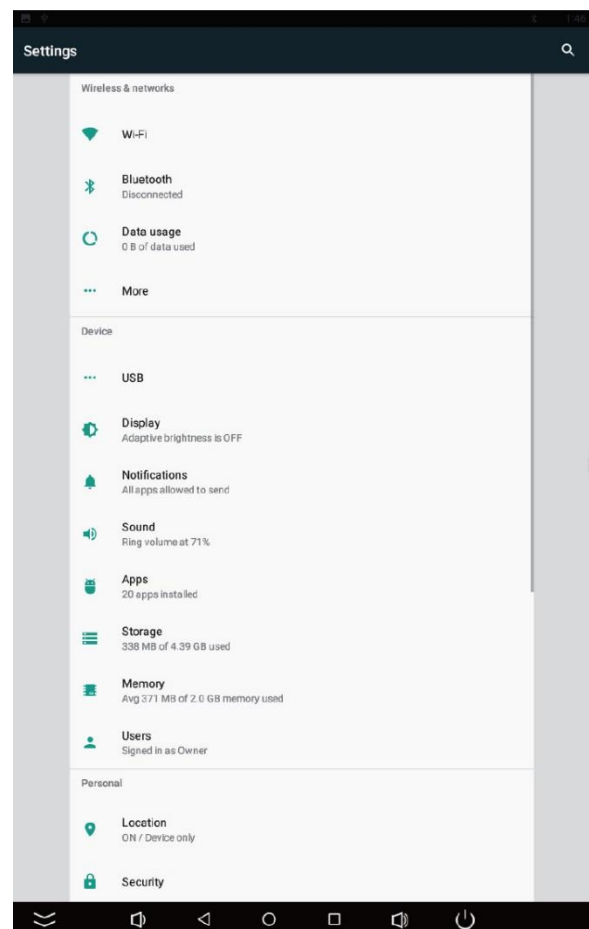 1:46
Settings
Wireless & networks
Wi-Fi
Bluetooth
Disconnected
Data usage
0 B of data used
More
Device
USB
Display
Adaptive brightness is OFF
Notifications
All apps allowed to send
Sound
Ring volume at 71%
Apps
20 apps installed
Storage
338 MB of 4.39 GB used
Memory
Avg 371 MB of 2.0 GB memory used
Users
Signed in as Owner
Personal
Location
ON / Device only
Security